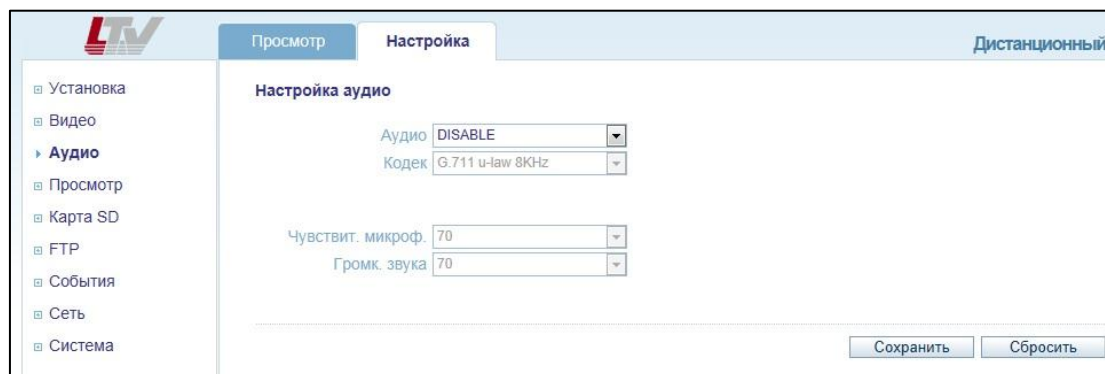 LTV
Просмотр
Настройка
Дистанционный
Установка
Видео
Аудио
Просмотр
Карта SD
FTP
События
Сеть
Система
Настройка аудио
Аудио DISABLE
Кодек G.711 u-law 8KHz
Чувствит. микроф. 70
Громк. звука 70
Сохранить
Сбросить